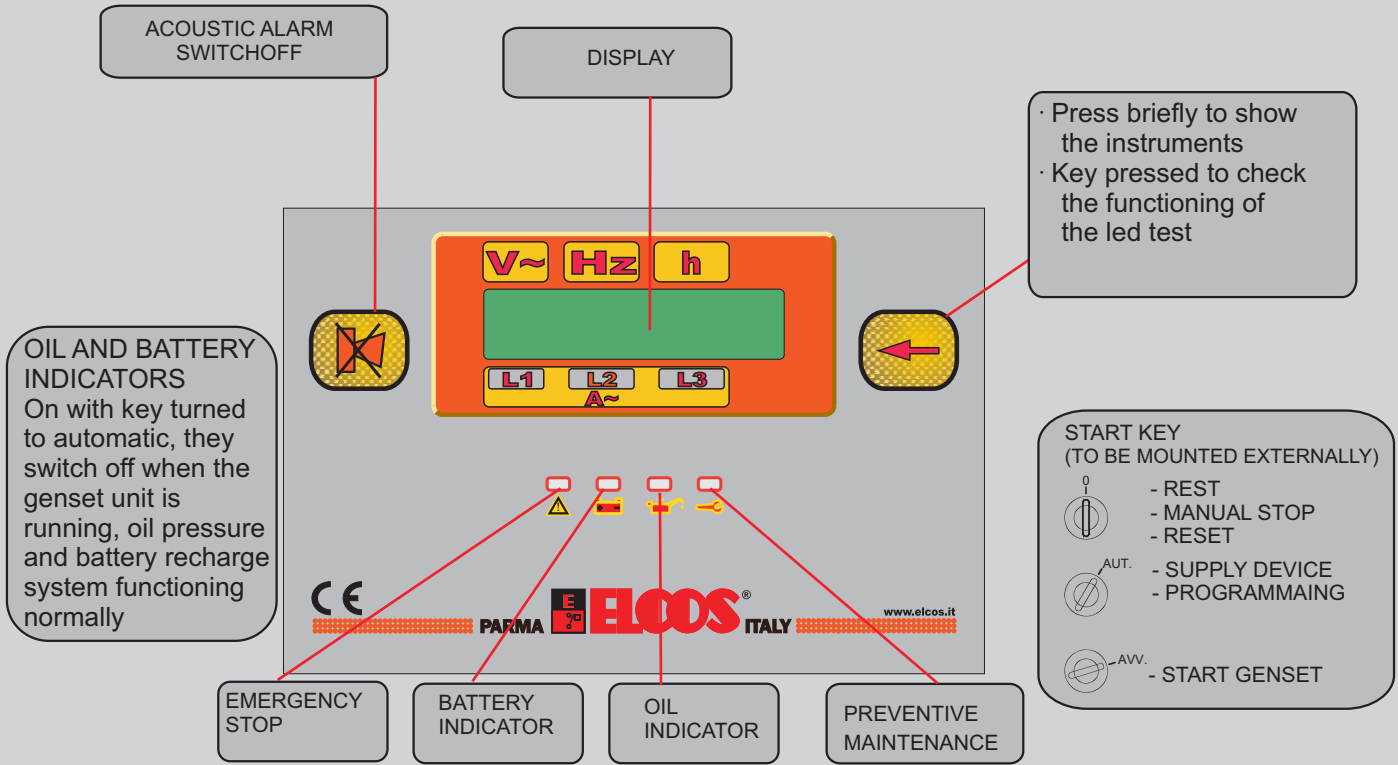 ACOUSTIC ALARM
SWITCHOFF
DISPLAY
· Press briefly to show
the instruments
· Key pressed to check
the functioning of
the led test
V~ Hz h
L1 L2 L3
A~
OIL AND BATTERY
INDICATORS
On with key turned
to automatic, they
switch off when the
genset unit is
running, oil pressure
and battery recharge
system functioning
normally
START KEY
(TO BE MOUNTED EXTERNALLY)
0
- REST
- MANUAL STOP
- RESET
AUT.
- SUPPLY DEVICE
- PROGRAMMAING
AVV.
- START GENSET
CE
PARMA E ELCOS® ITALY
www.elcos.it
EMERGENCY
STOP
BATTERY
INDICATOR
OIL
INDICATOR
PREVENTIVE
MAINTENANCE